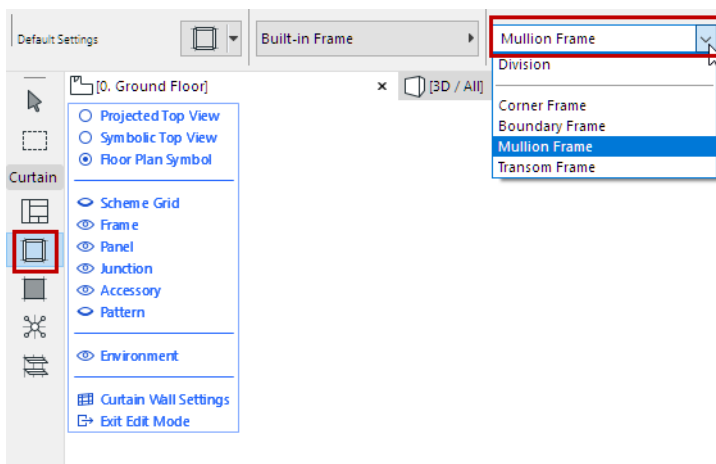 Default Settings
Built-in Frame
Mullion Frame
Division
Corner Frame
Boundary Frame
Mullion Frame
Transom Frame
[0. Ground Floor]
[3D / All]
Projected Top View
Symbolic Top View
Floor Plan Symbol
Curtain
Scheme Grid
Frame
Panel
Junction
Accessory
Pattern
Environment
Curtain Wall Settings
Exit Edit Mode